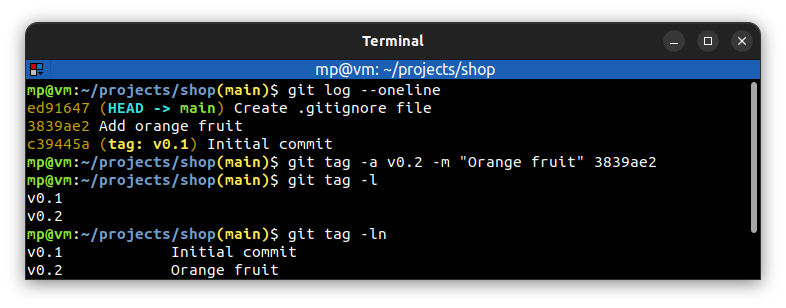 Terminal
mp@vm: ~/projects/shop
mp@vm:~/projects/shop(main)$ git log --oneline
ed91647 (HEAD -> main) Create .gitignore file
3839ae2 Add orange fruit
c39445a (tag: v0.1) Initial commit
mp@vm:~/projects/shop(main)$ git tag -a v0.2 -m "Orange fruit" 3839ae2
mp@vm:~/projects/shop(main)$ git tag -l
v0.1
v0.2
mp@vm:~/projects/shop(main)$ git tag -ln
v0.1            Initial commit
v0.2            Orange fruit